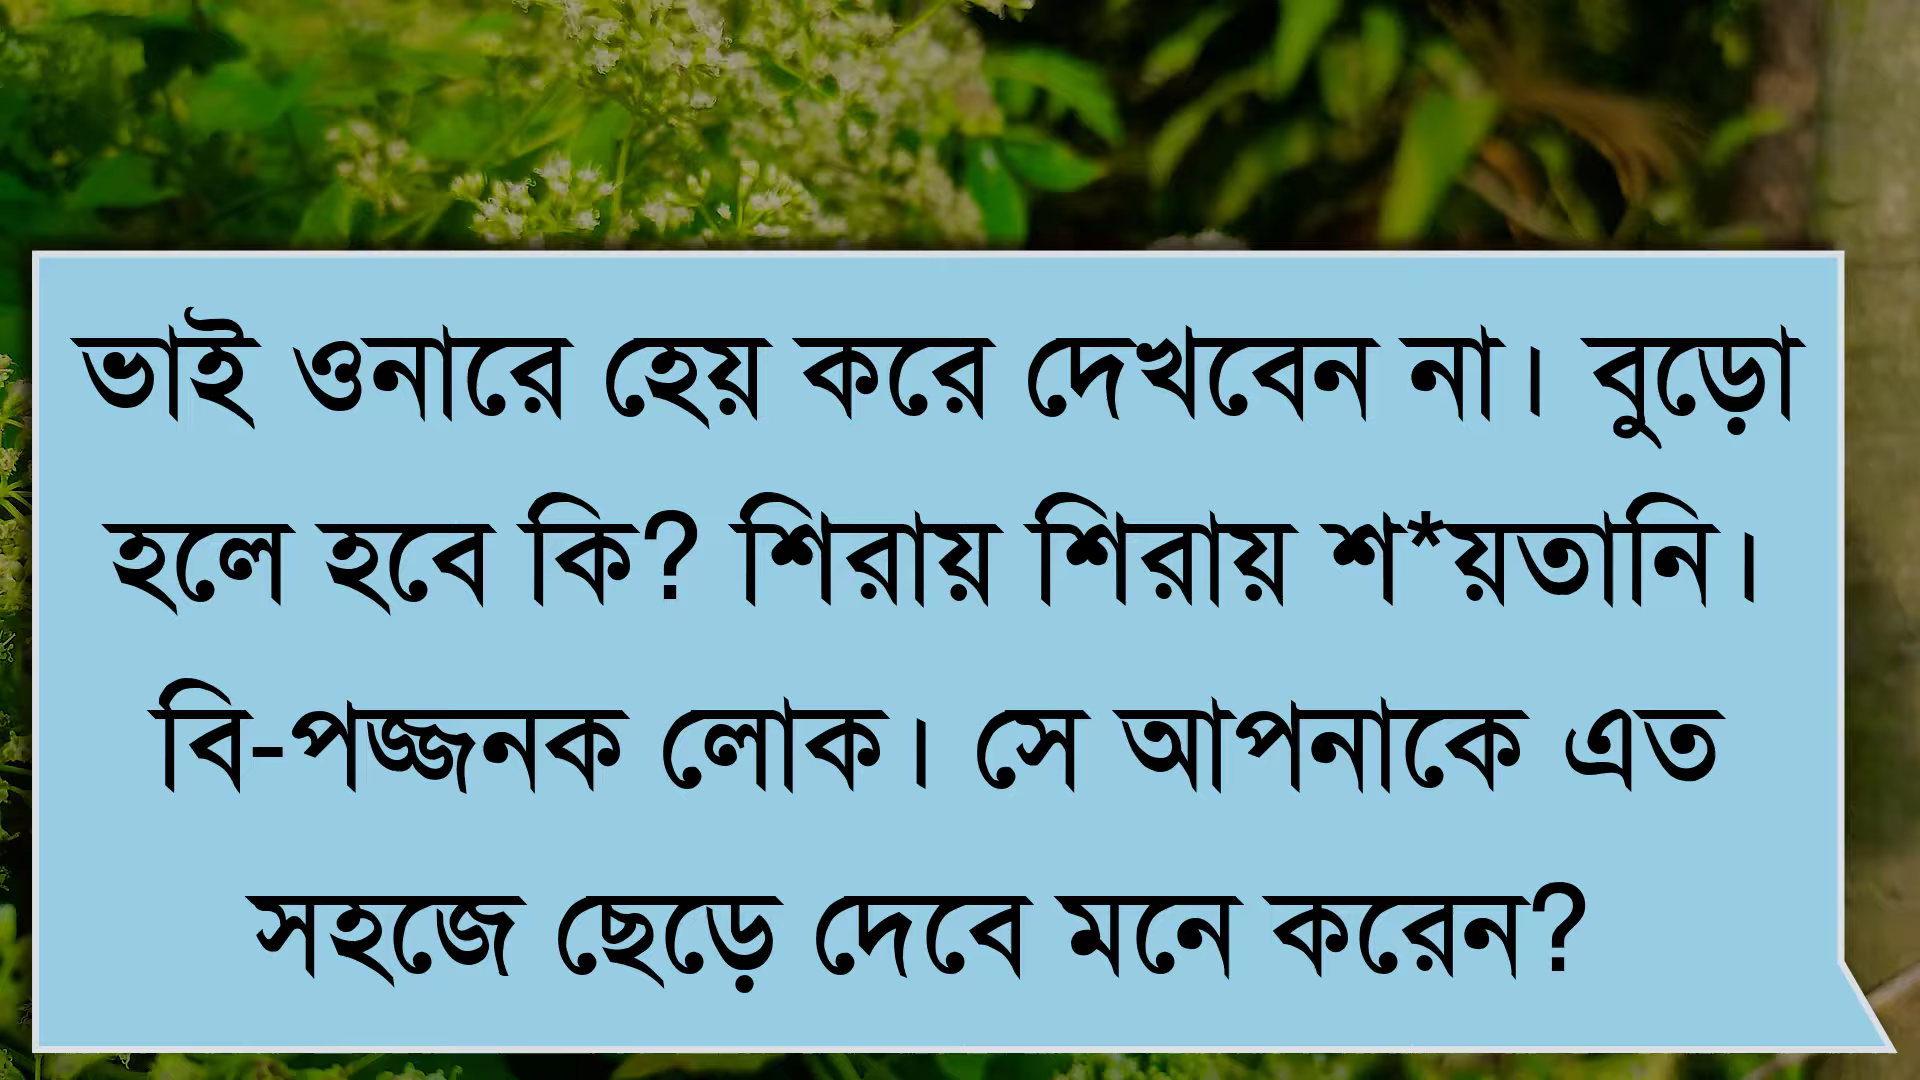 ভাই ওনারে হেয় করে দেখবেন না। বুড়ো
হলে হবে কি? শিরায় শিরায় শ*য়তানি।
বি-পজ্জনক লোক। সে আপনাকে এত
সহজে ছেড়ে দেবে মনে করেন?